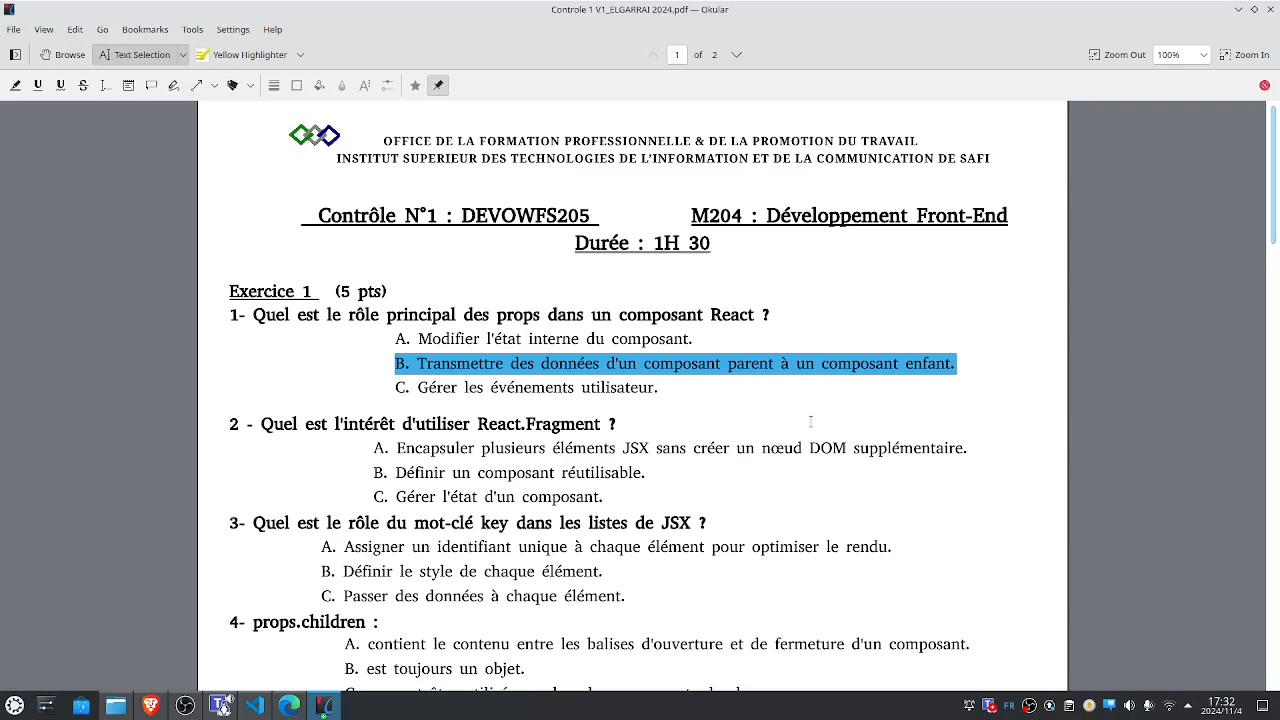 Controle 1 V1_ELGARRAI 2024.pdf — Okular
File View Edit Go Bookmarks Tools Settings Help
Browse Text Selection Yellow Highlighter 1 of 2 Zoom Out 100% Zoom In
OFFICE DE LA FORMATION PROFESSIONNELLE & DE LA PROMOTION DU TRAVAIL
INSTITUT SUPERIEUR DES TECHNOLOGIES DE L'INFORMATION ET DE LA COMMUNICATION DE SAFI
Contrôle N°1 : DEVOWFS205 M204 : Développement Front-End
Durée : 1H 30
Exercice 1 (5 pts)
1- Quel est le rôle principal des props dans un composant React ?
A. Modifier l'état interne du composant.
B. Transmettre des données d'un composant parent à un composant enfant.
C. Gérer les événements utilisateur.
2 - Quel est l'intérêt d'utiliser React.Fragment ?
A. Encapsuler plusieurs éléments JSX sans créer un nœud DOM supplémentaire.
B. Définir un composant réutilisable.
C. Gérer l'état d'un composant.
3- Quel est le rôle du mot-clé key dans les listes de JSX ?
A. Assigner un identifiant unique à chaque élément pour optimiser le rendu.
B. Définir le style de chaque élément.
C. Passer des données à chaque élément.
4- props.children :
A. contient le contenu entre les balises d'ouverture et de fermeture d'un composant.
B. est toujours un objet.
FR 17:32
2024/11/4